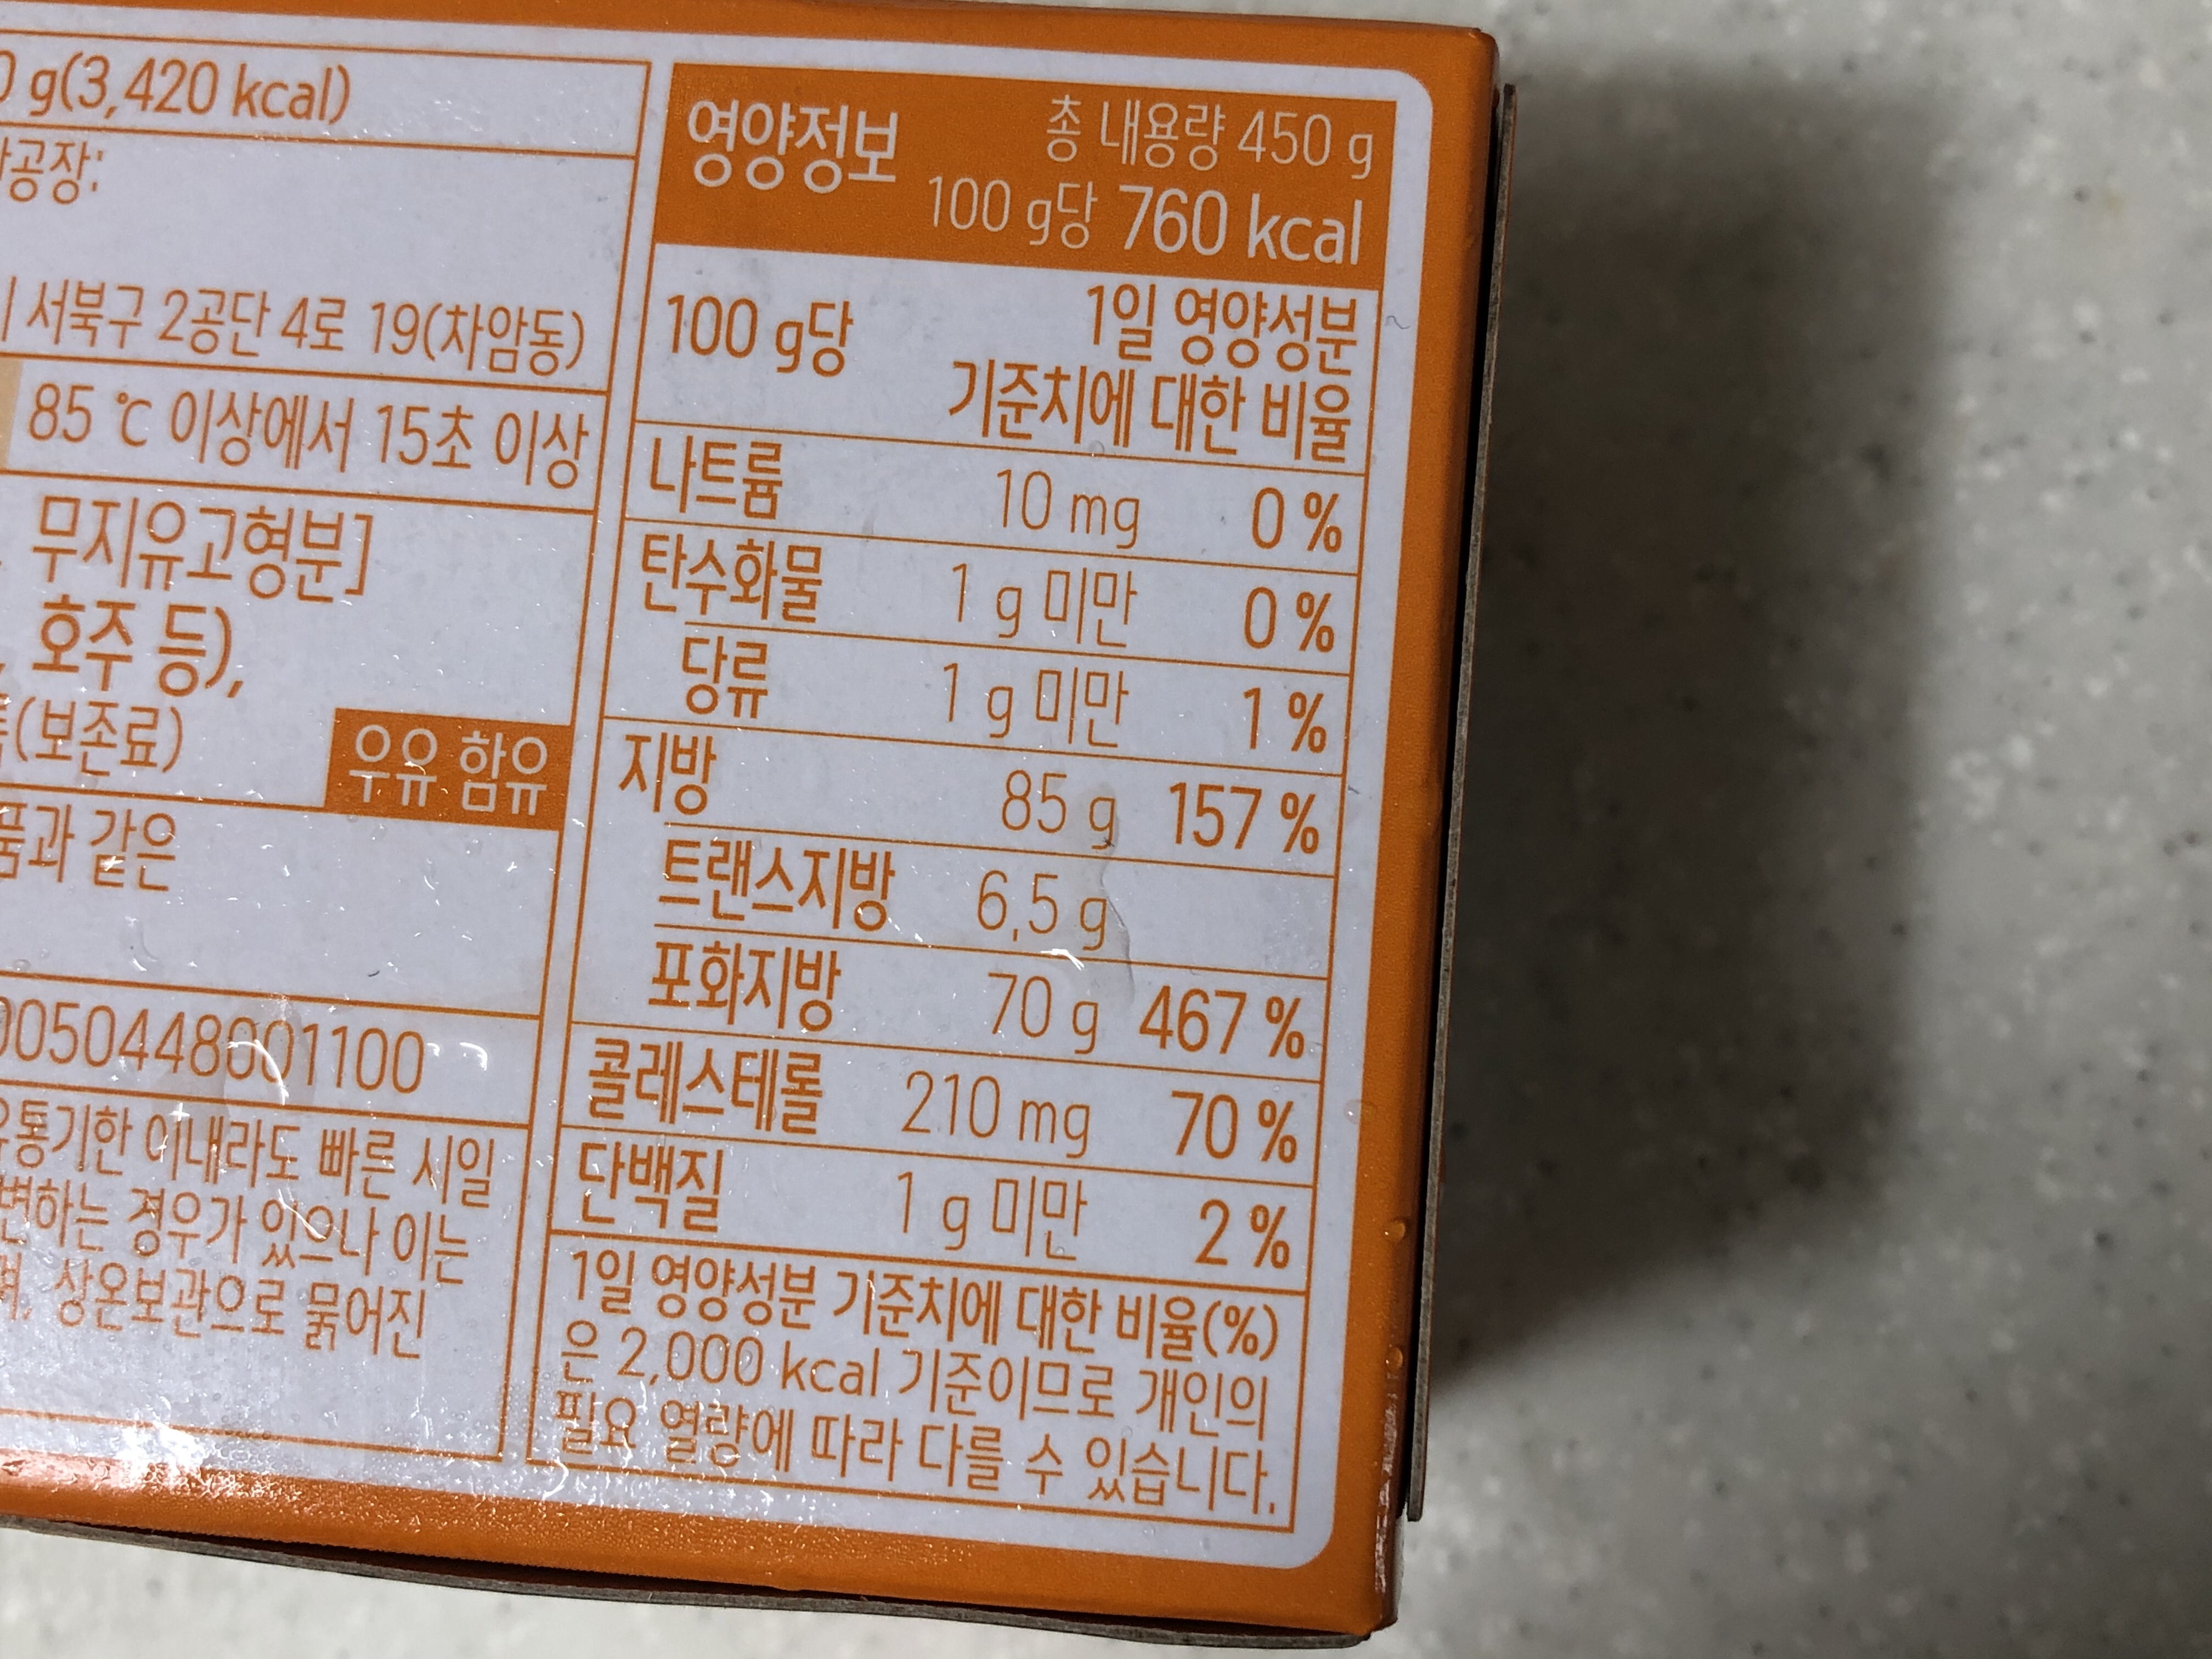 0 g(3,420 kcal)
공장:
서북구 2공단 4로 19(차암동)
85 ℃ 이상에서 15초 이상
무지유고형분]
, 호주 등),
(보존료)
우유 함유
품과 같은
0050448001100
유통기한 이내라도 빠른 시일
변하는 경우가 있으나 이는
며, 상온보관으로 묽어진
영양정보
총 내용량 450 g
100 g당 760 kcal
100 g당
1일 영양성분
기준치에 대한 비율
나트륨 10 mg 0 %
탄수화물 1 g 미만 0 %
당류 1 g 미만 1 %
지방 85 g 157 %
트랜스지방 6.5 g
포화지방 70 g 467 %
콜레스테롤 210 mg 70 %
단백질 1 g 미만 2 %
1일 영양성분 기준치에 대한 비율(%)
은 2,000 kcal 기준이므로 개인의
필요 열량에 따라 다를 수 있습니다.